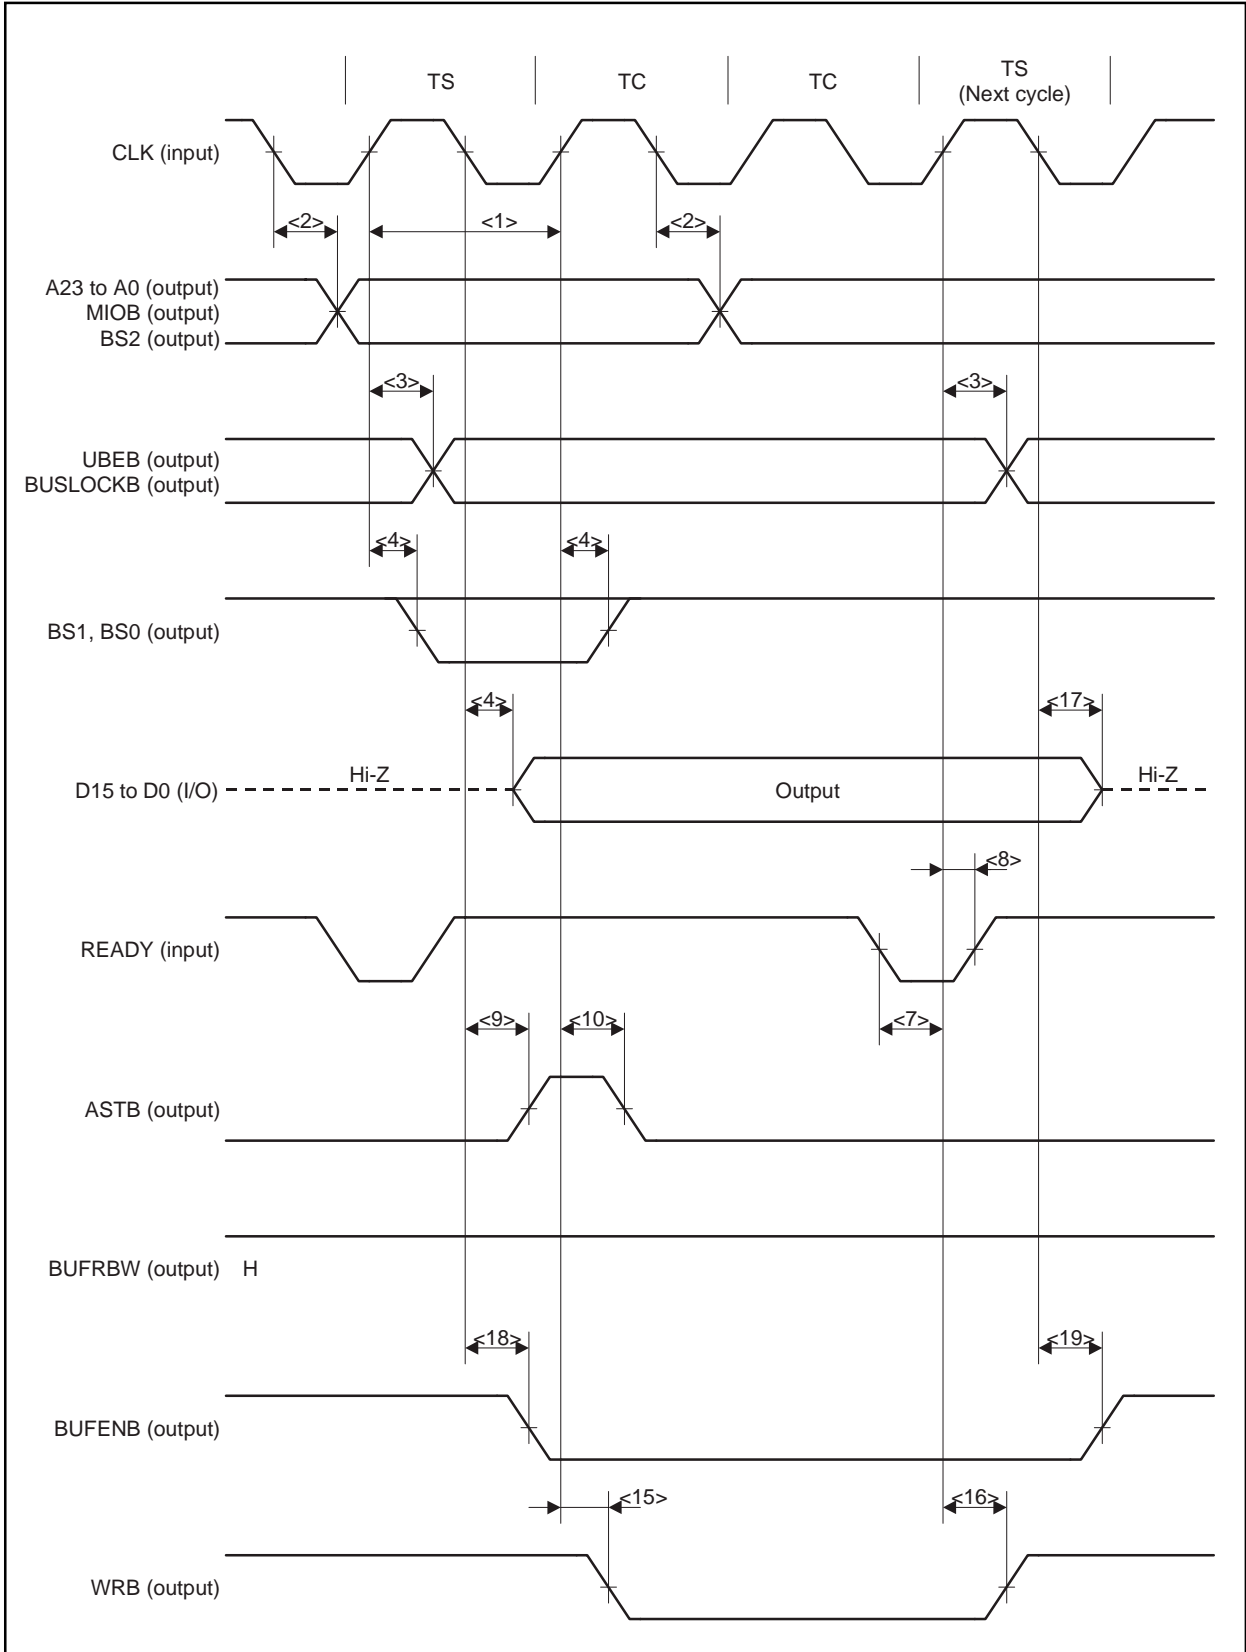 TS TC TC TS
(Next cycle)
CLK (input)
<2> <1> <2>
A23 to A0 (output)
MIOB (output)
BS2 (output)
<3> <3>
UBEB (output)
BUSLOCKB (output)
<4> <4>
BS1, BS0 (output)
<4> <17>
D15 to D0 (I/O) Hi-Z Output Hi-Z
<8>
READY (input)
<9> <10> <7>
ASTB (output)
BUFRBW (output) H
<18> <19>
BUFENB (output)
<15> <16>
WRB (output)